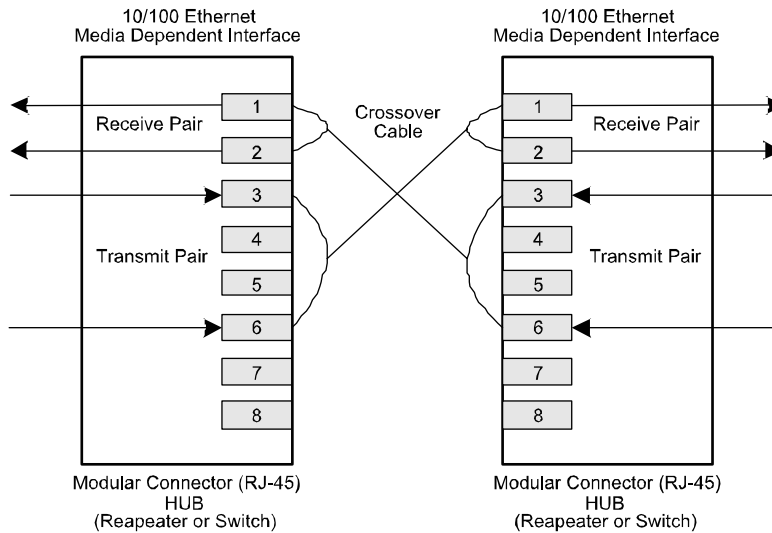 10/100 Ethernet
Media Dependent Interface
10/100 Ethernet
Media Dependent Interface
1
Receive Pair
2
3
4
Transmit Pair
5
6
7
8
Crossover
Cable
1
Receive Pair
2
3
4
Transmit Pair
5
6
7
8
Modular Connector (RJ-45)
HUB
(Reapeater or Switch)
Modular Connector (RJ-45)
HUB
(Reapeater or Switch)